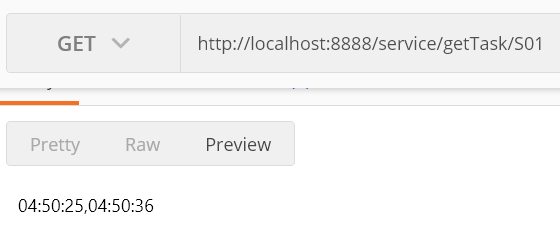 GET
http://localhost:8888/service/getTask/S01
Pretty Raw Preview
04:50:25,04:50:36